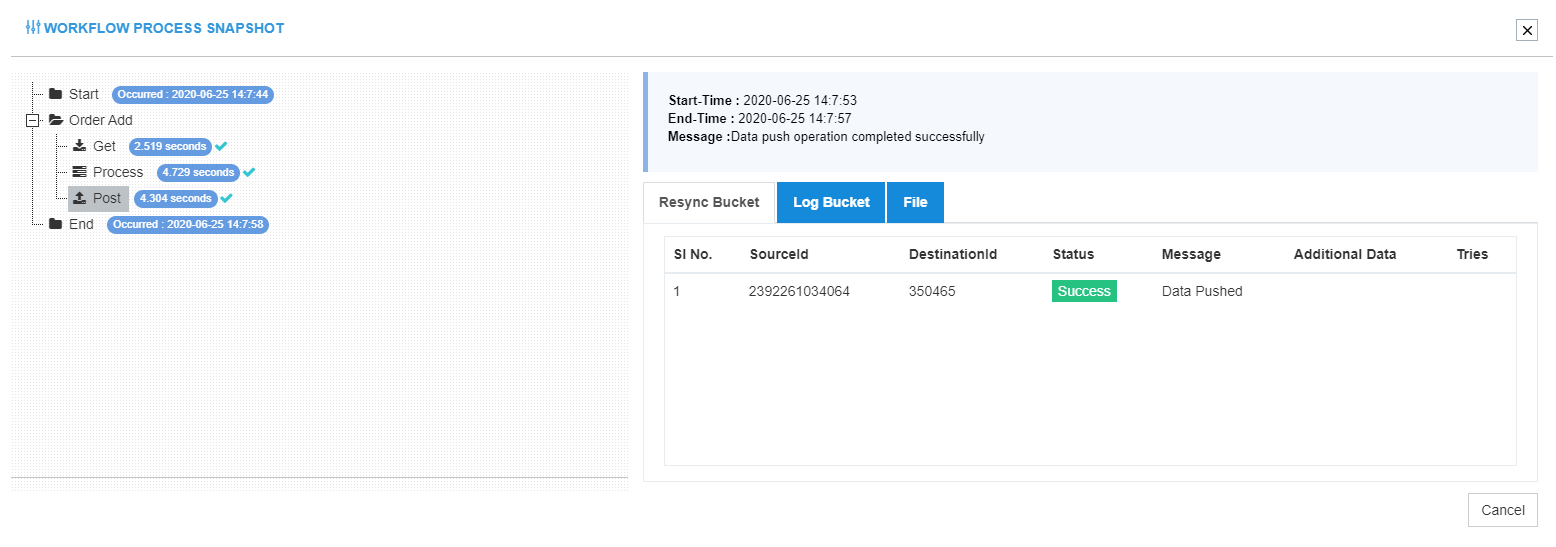 WORKFLOW PROCESS SNAPSHOT
Start Occurred : 2020-06-25 14:7:44
Order Add
Get 2.519 seconds
Process 4.729 seconds
Post 4.304 seconds
End Occurred : 2020-06-25 14:7:58
Start-Time : 2020-06-25 14:7:53
End-Time : 2020-06-25 14:7:57
Message :Data push operation completed successfully
Resync Bucket Log Bucket File
Sl No. SourceId DestinationId Status Message Additional Data Tries
1 2392261034064 350465 Success Data Pushed
Cancel